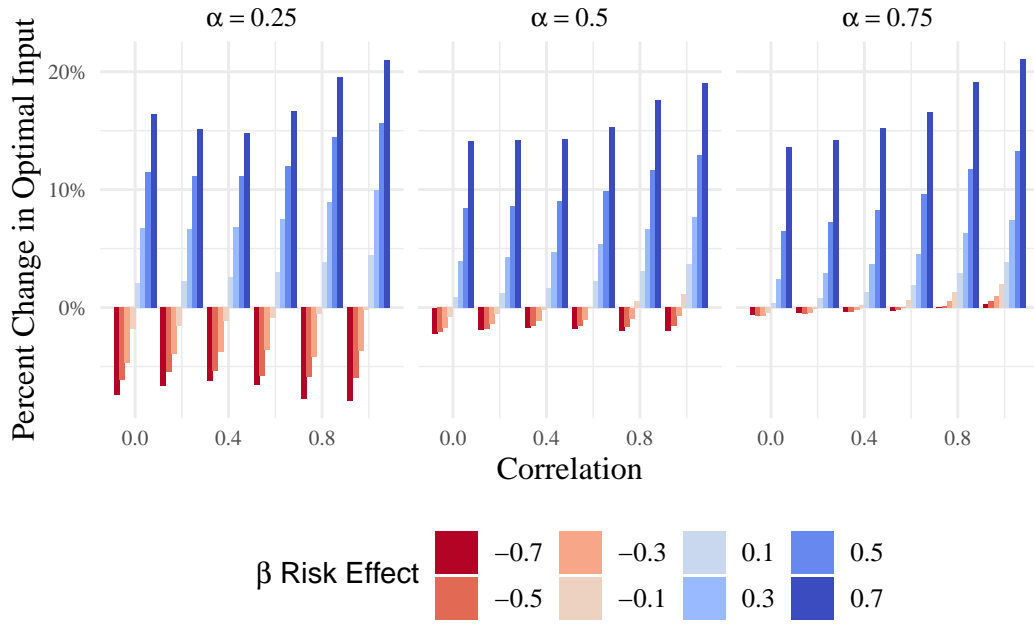 α = 0.25 α = 0.5 α = 0.75
Percent Change in Optimal Input
20%
10%
0%
0.0 0.4 0.8 0.0 0.4 0.8 0.0 0.4 0.8
Correlation
β Risk Effect
−0.7 −0.3 0.1 0.5
−0.5 −0.1 0.3 0.7